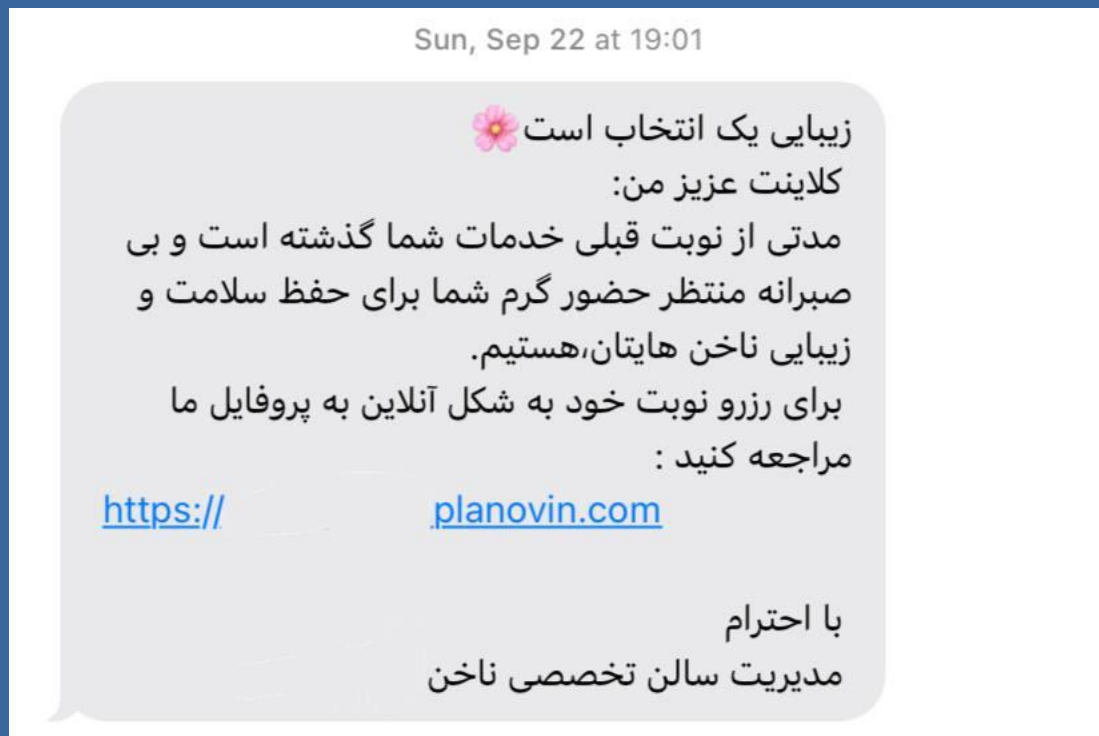 Sun, Sep 22 at 19:01
زیبایی یک انتخاب است🌸
کلاینت عزیز من:
مدتی از نوبت قبلی خدمات شما گذشته است و بی
صبرانه منتظر حضور گرم شما برای حفظ سلامت و
زیبایی ناخن هایتان،هستیم.
برای رزرو نوبت خود به شکل آنلاین به پروفایل ما
مراجعه کنید :
https:// planovin.com
با احترام
مدیریت سالن تخصصی ناخن